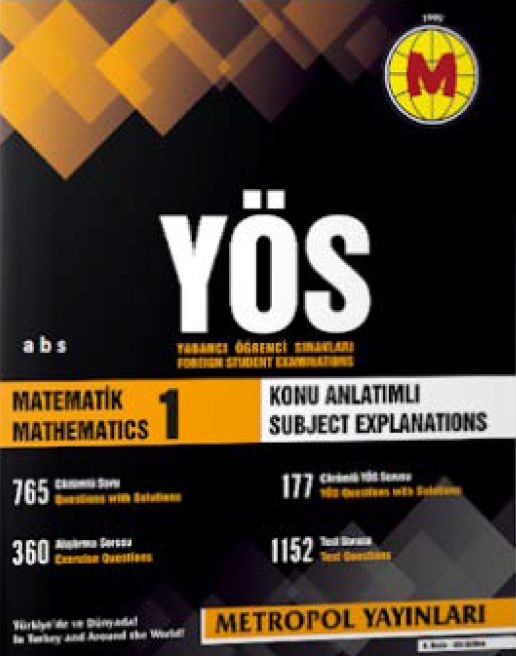 1990
M
YÖS
a b s
YABANCI ÖĞRENCİ SINAVLARI
FOREIGN STUDENT EXAMINATIONS
MATEMATİK
MATHEMATICS 1
KONU ANLATIMLI
SUBJECT EXPLANATIONS
765 Çözümlü Soru
Questions with Solutions
177 Çözümlü YÖS Sorusu
YÖS Questions with Solutions
360 Alıştırma Sorusu
Exercise Questions
1152 Test Sorusu
Test Questions
Türkiye'de ve Dünyada!
In Turkey and Around the World!
METROPOL YAYINLARI